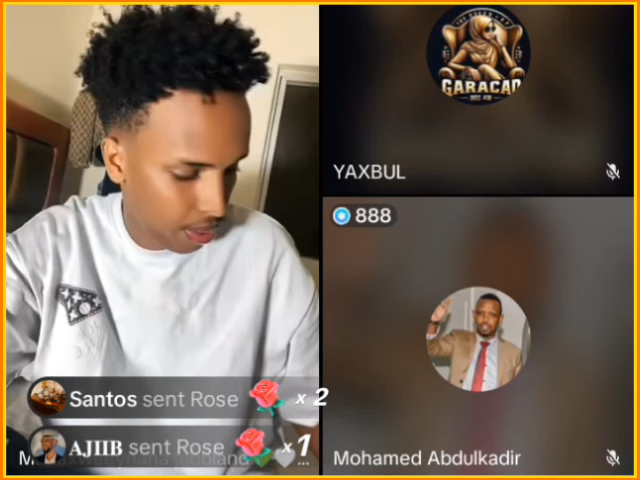 GARACAD
YAXBUL
888
Santos sent Rose x 2
AJIIB sent Rose x1
Mohamed Abdulkadir